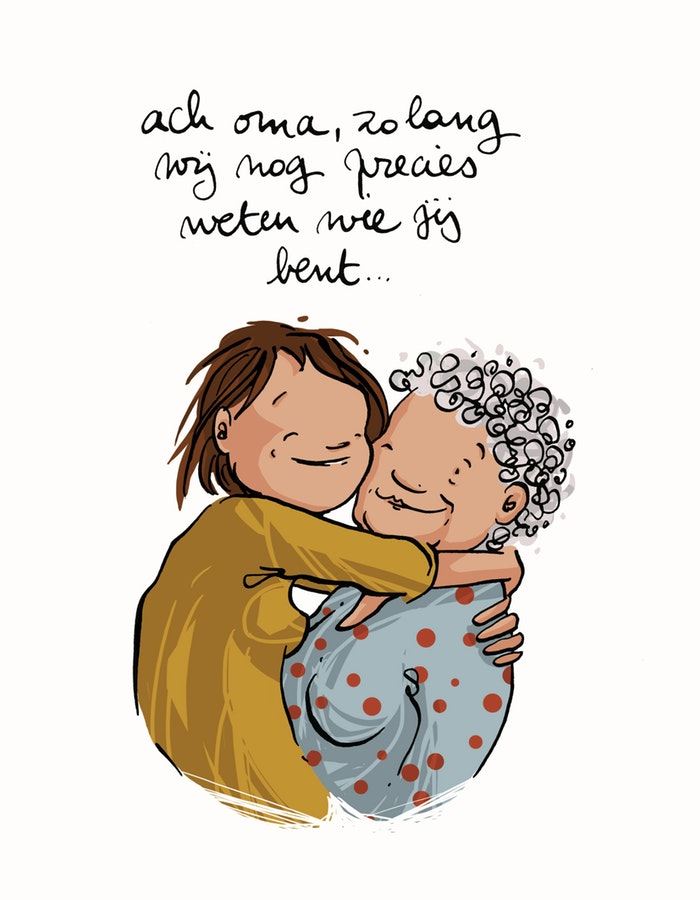 ach oma, zolang
wij nog precies
weten wie jij
bent...